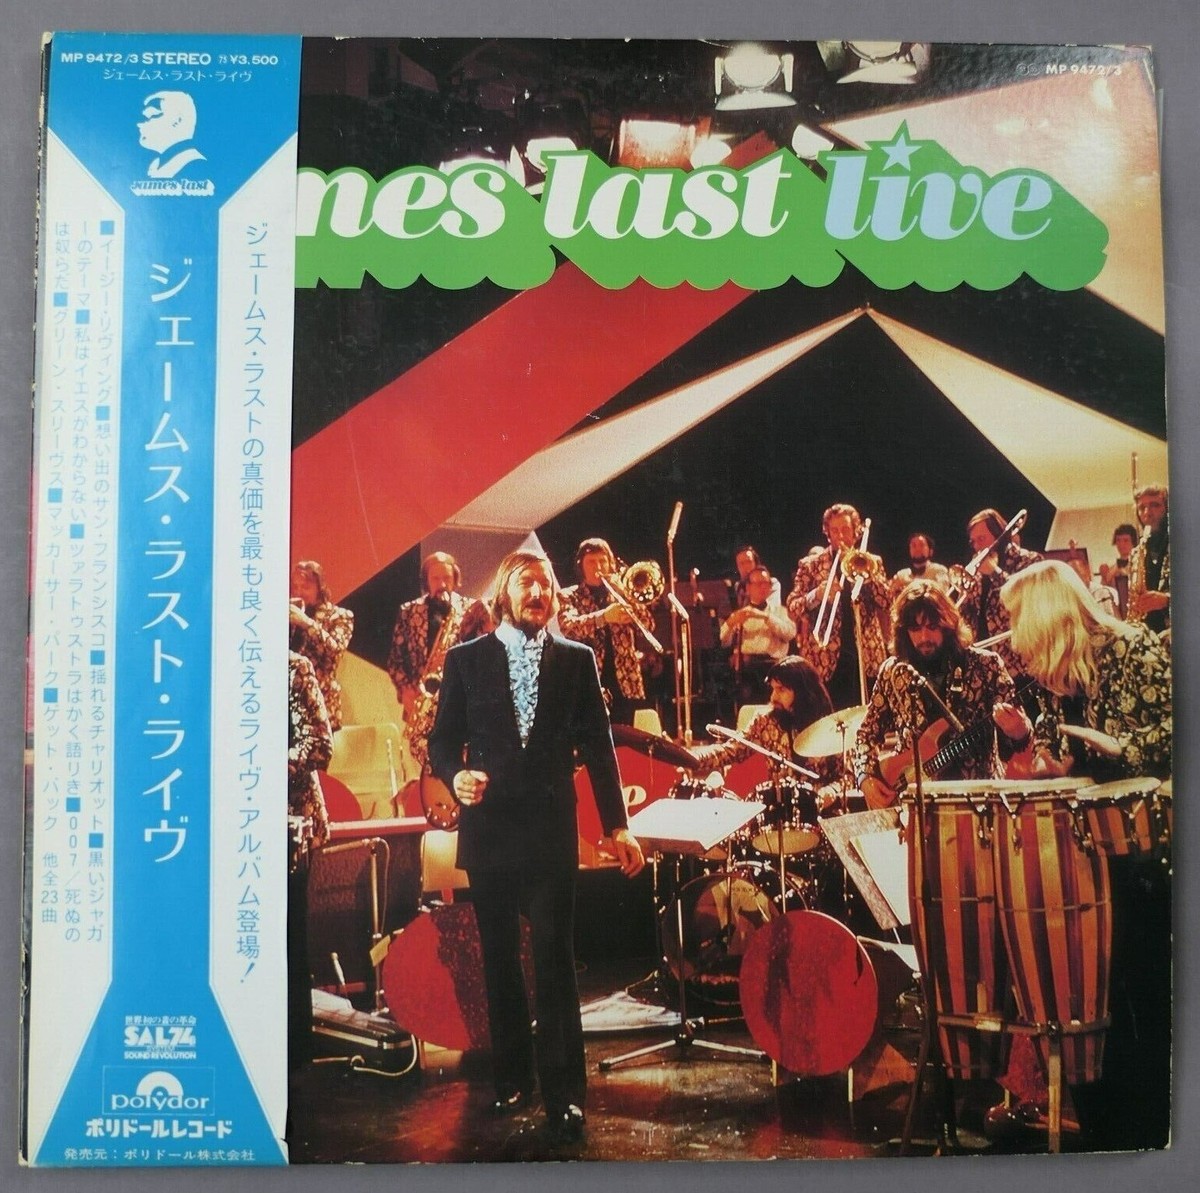 MP 9472/3 STEREO ㋵¥3,500
ジェームス・ラスト・ライヴ
james last
ジェームス・ラストの真価を最も良く伝えるライヴ・アルバム登場！
ジェームス・ラスト・ライヴ
■イージー・リヴィング■想い出のサン・フランシスコ■揺れるチャリオット■黒いジャガ
ーのテーマ■私はイエスがわからない■ツァラトゥストラはかく語りき■007／死ぬの
は奴らだ■グリーン・スリーヴス■マッカーサー・パーク■ゲット・バック　他全23曲
世界初の音の革命
SAL74
SOUND REVOLUTION
polydor
ポリドールレコード
発売元：ポリドール株式会社
MP 9472/3
mes last live